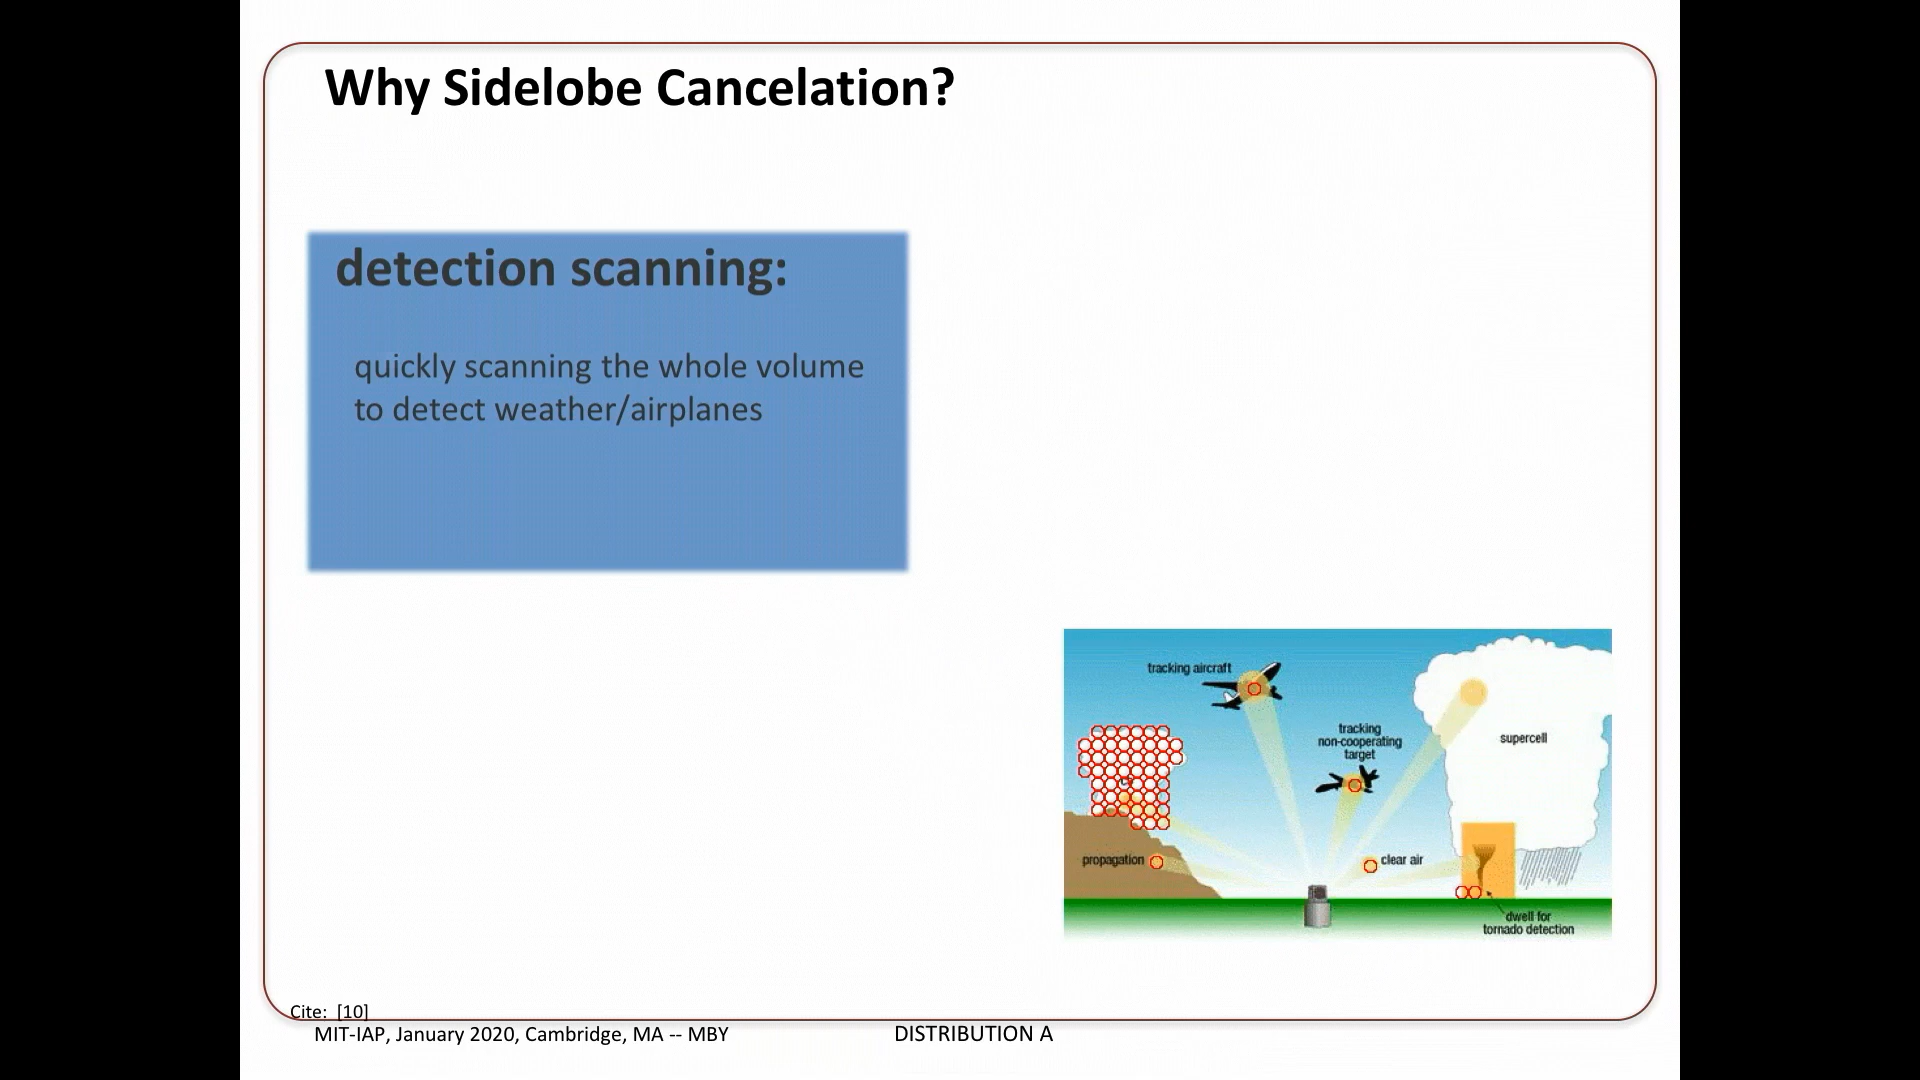 Why Sidelobe Cancelation?
detection scanning:
quickly scanning the whole volume
to detect weather/airplanes
tracking aircraft
tracking
non-cooperating
target
supercell
propagation
clear air
dwell for
tornado detection
Cite: [10]
MIT-IAP, January 2020, Cambridge, MA -- MBY
DISTRIBUTION A